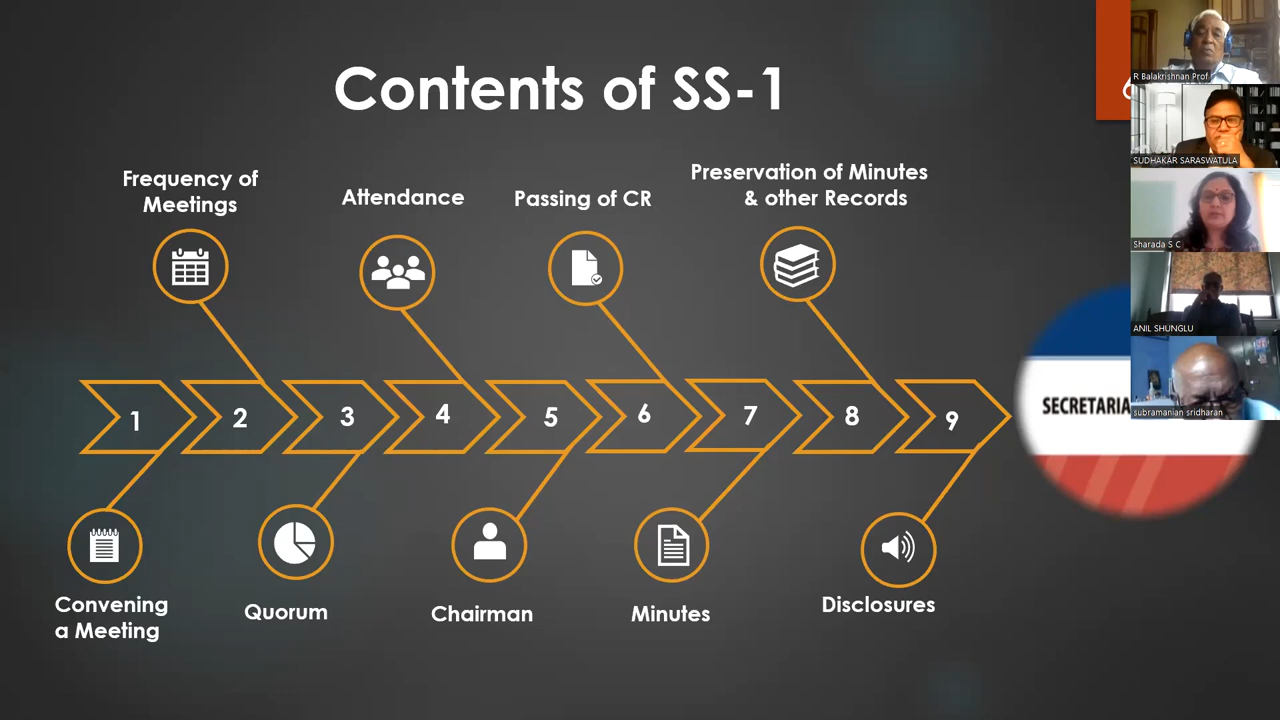 Contents of SS-1
Frequency of
Meetings
Attendance
Passing of CR
Preservation of Minutes
& other Records
1
2
3
4
5
6
7
8
9
Convening
a Meeting
Quorum
Chairman
Minutes
Disclosures
R Balakrishnan Prof
SUDHAKAR SARASWATULA
Sharada S C
ANIL SHUNGLU
subramanian sridharan